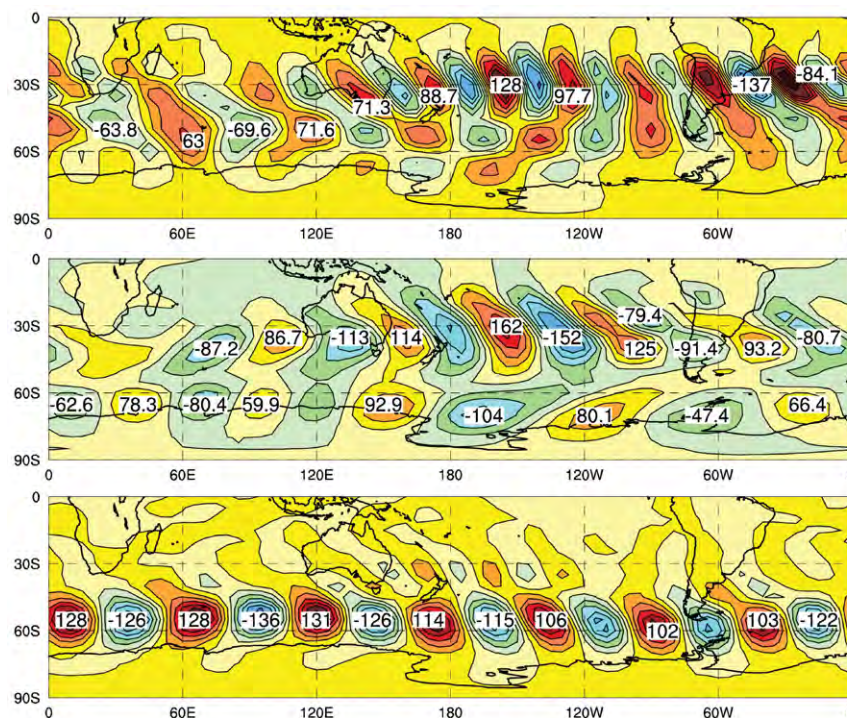 0
-84.1
30S
128
-137
71.3
88.7
97.7
-63.8
63
-69.6
71.6
60S
90S
0 60E 120E 180 120W 60W
0
30S
-79.4
162
-152
-80.7
86.7
-113
114
-87.2
125
-91.4
93.2
60S
-62.6
78.3
-80.4
59.9
92.9
-104
80.1
-47.4
66.4
90S
0 60E 120E 180 120W 60W
0
30S
128 -126 128 -136 131 -126 114 -115 106 102 103 -122
60S
90S
0 60E 120E 180 120W 60W